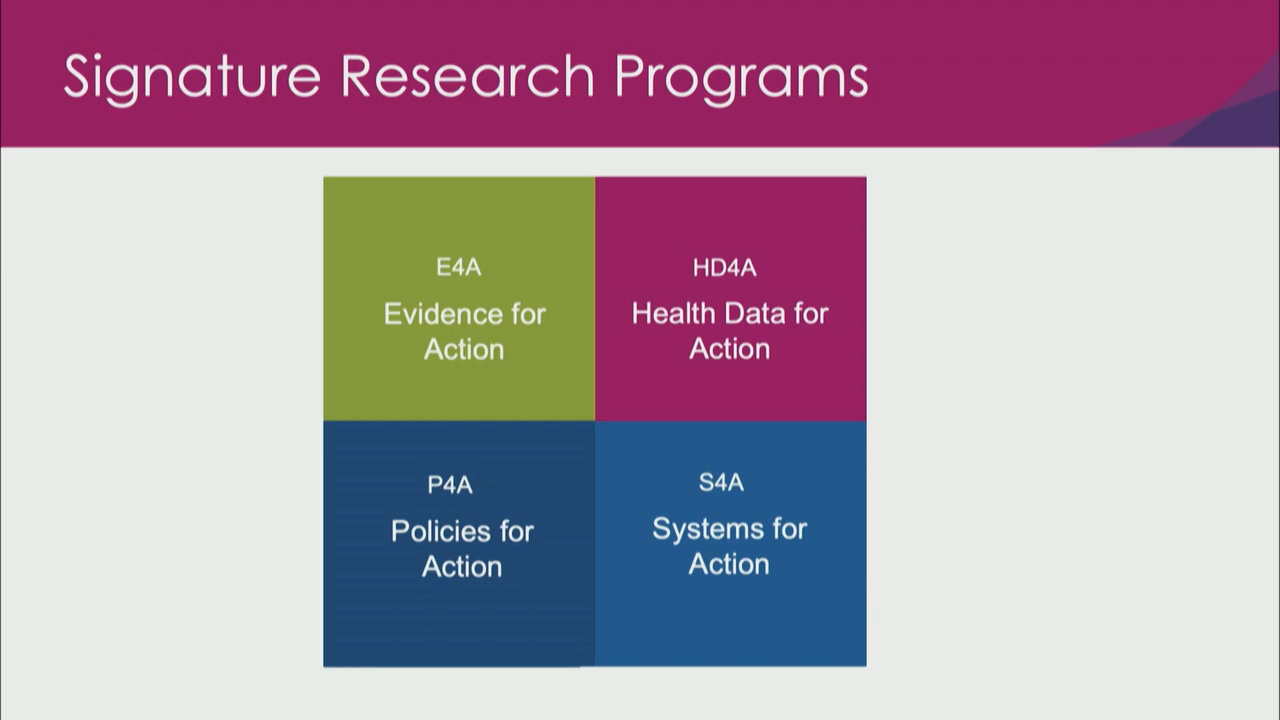 Signature Research Programs
E4A
Evidence for
Action
HD4A
Health Data for
Action
P4A
Policies for
Action
S4A
Systems for
Action